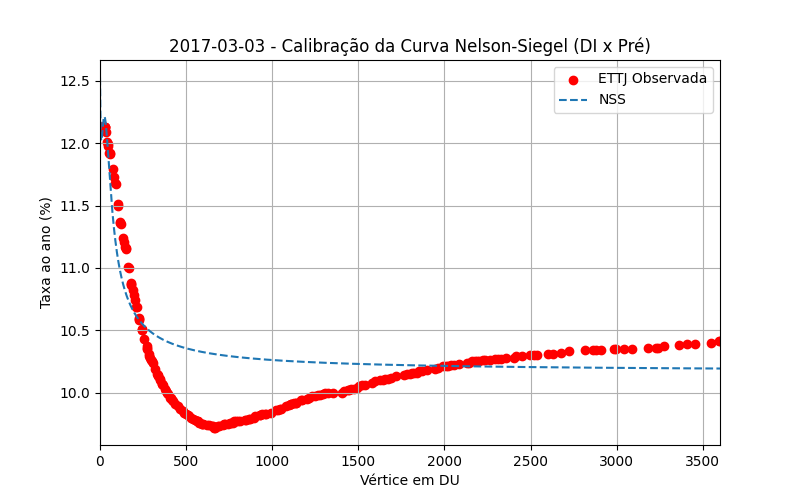 2017-03-03 - Calibração da Curva Nelson-Siegel (DI x Pré)
ETTJ Observada
NSS
Taxa ao ano (%)
12.5
12.0
11.5
11.0
10.5
10.0
0 500 1000 1500 2000 2500 3000 3500
Vértice em DU